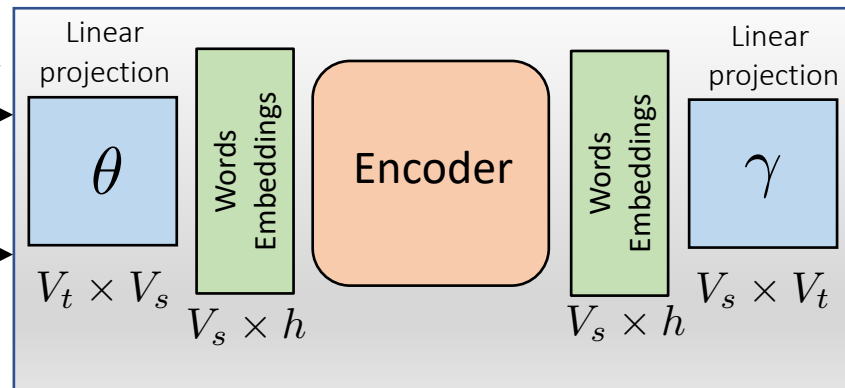 Linear
projection
θ
V_t × V_s
Words
Embeddings
V_s × h
Encoder
Words
Embeddings
V_s × h
Linear
projection
γ
V_s × V_t